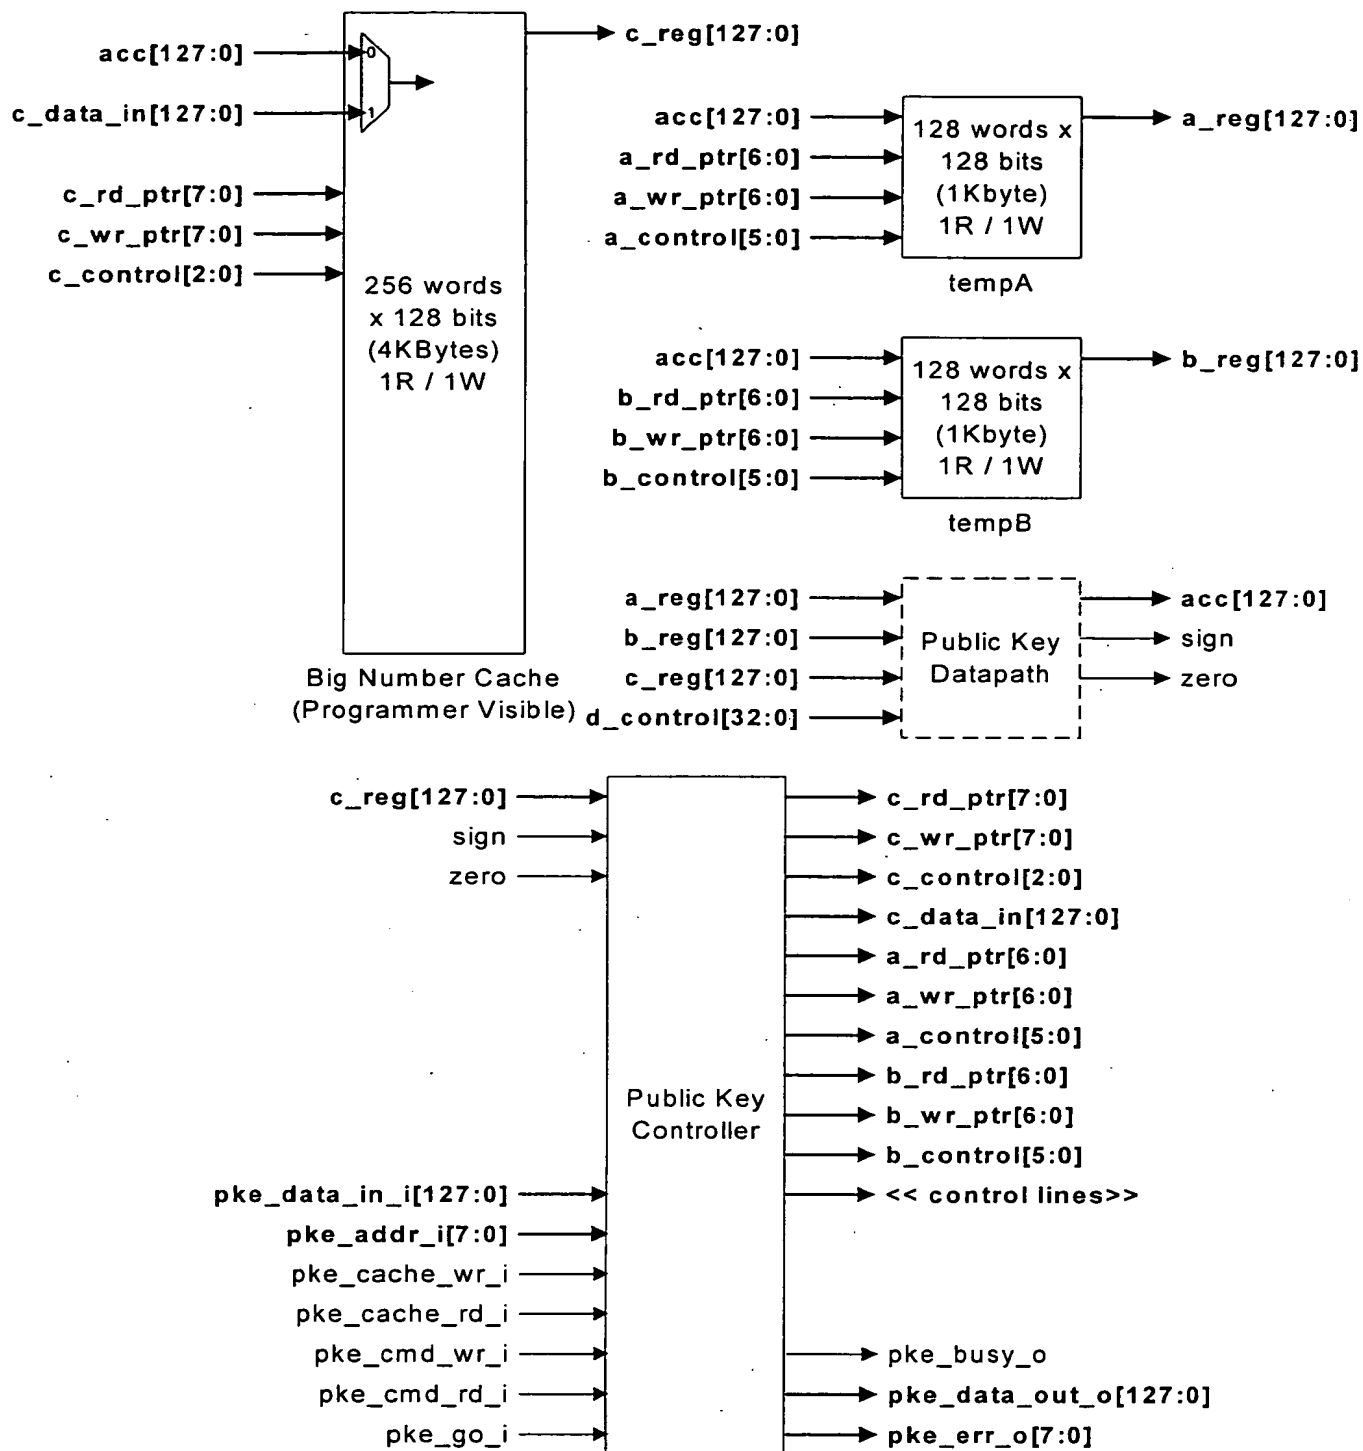 acc[127:0]
c_data_in[127:0]
c_rd_ptr[7:0]
c_wr_ptr[7:0]
c_control[2:0]
0
1
256 words
x 128 bits
(4KBytes)
1R / 1W
Big Number Cache
(Programmer Visible)
c_reg[127:0]
acc[127:0]
a_rd_ptr[6:0]
a_wr_ptr[6:0]
a_control[5:0]
128 words x
128 bits
(1Kbyte)
1R / 1W
tempA
a_reg[127:0]
acc[127:0]
b_rd_ptr[6:0]
b_wr_ptr[6:0]
b_control[5:0]
128 words x
128 bits
(1Kbyte)
1R / 1W
tempB
b_reg[127:0]
a_reg[127:0]
b_reg[127:0]
c_reg[127:0]
d_control[32:0]
Public Key
Datapath
acc[127:0]
sign
zero
c_reg[127:0]
sign
zero
pke_data_in_i[127:0]
pke_addr_i[7:0]
pke_cache_wr_i
pke_cache_rd_i
pke_cmd_wr_i
pke_cmd_rd_i
pke_go_i
Public Key
Controller
c_rd_ptr[7:0]
c_wr_ptr[7:0]
c_control[2:0]
c_data_in[127:0]
a_rd_ptr[6:0]
a_wr_ptr[6:0]
a_control[5:0]
b_rd_ptr[6:0]
b_wr_ptr[6:0]
b_control[5:0]
<< control lines>>
pke_busy_o
pke_data_out_o[127:0]
pke_err_o[7:0]